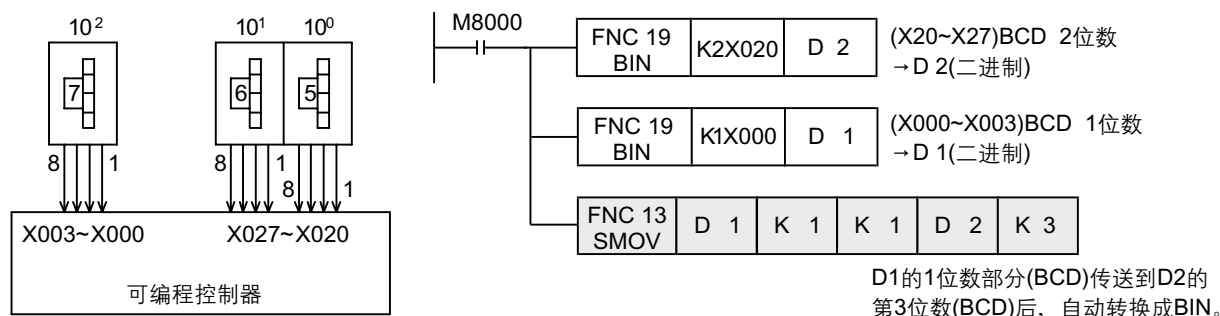 10² 10¹ 10⁰
7 6 5
8 1 8 1
8 1
X003~X000 X027~X020
可编程控制器
M8000
FNC 19 BIN K2X020 D 2
(X20~X27)BCD 2位数
→D 2(二进制)
FNC 19 BIN K1X000 D 1
(X000~X003)BCD 1位数
→D 1(二进制)
FNC 13 SMOV D 1 K 1 K 1 D 2 K 3
D1的1位数部分(BCD)传送到D2的
第3位数(BCD)后，自动转换成BIN。